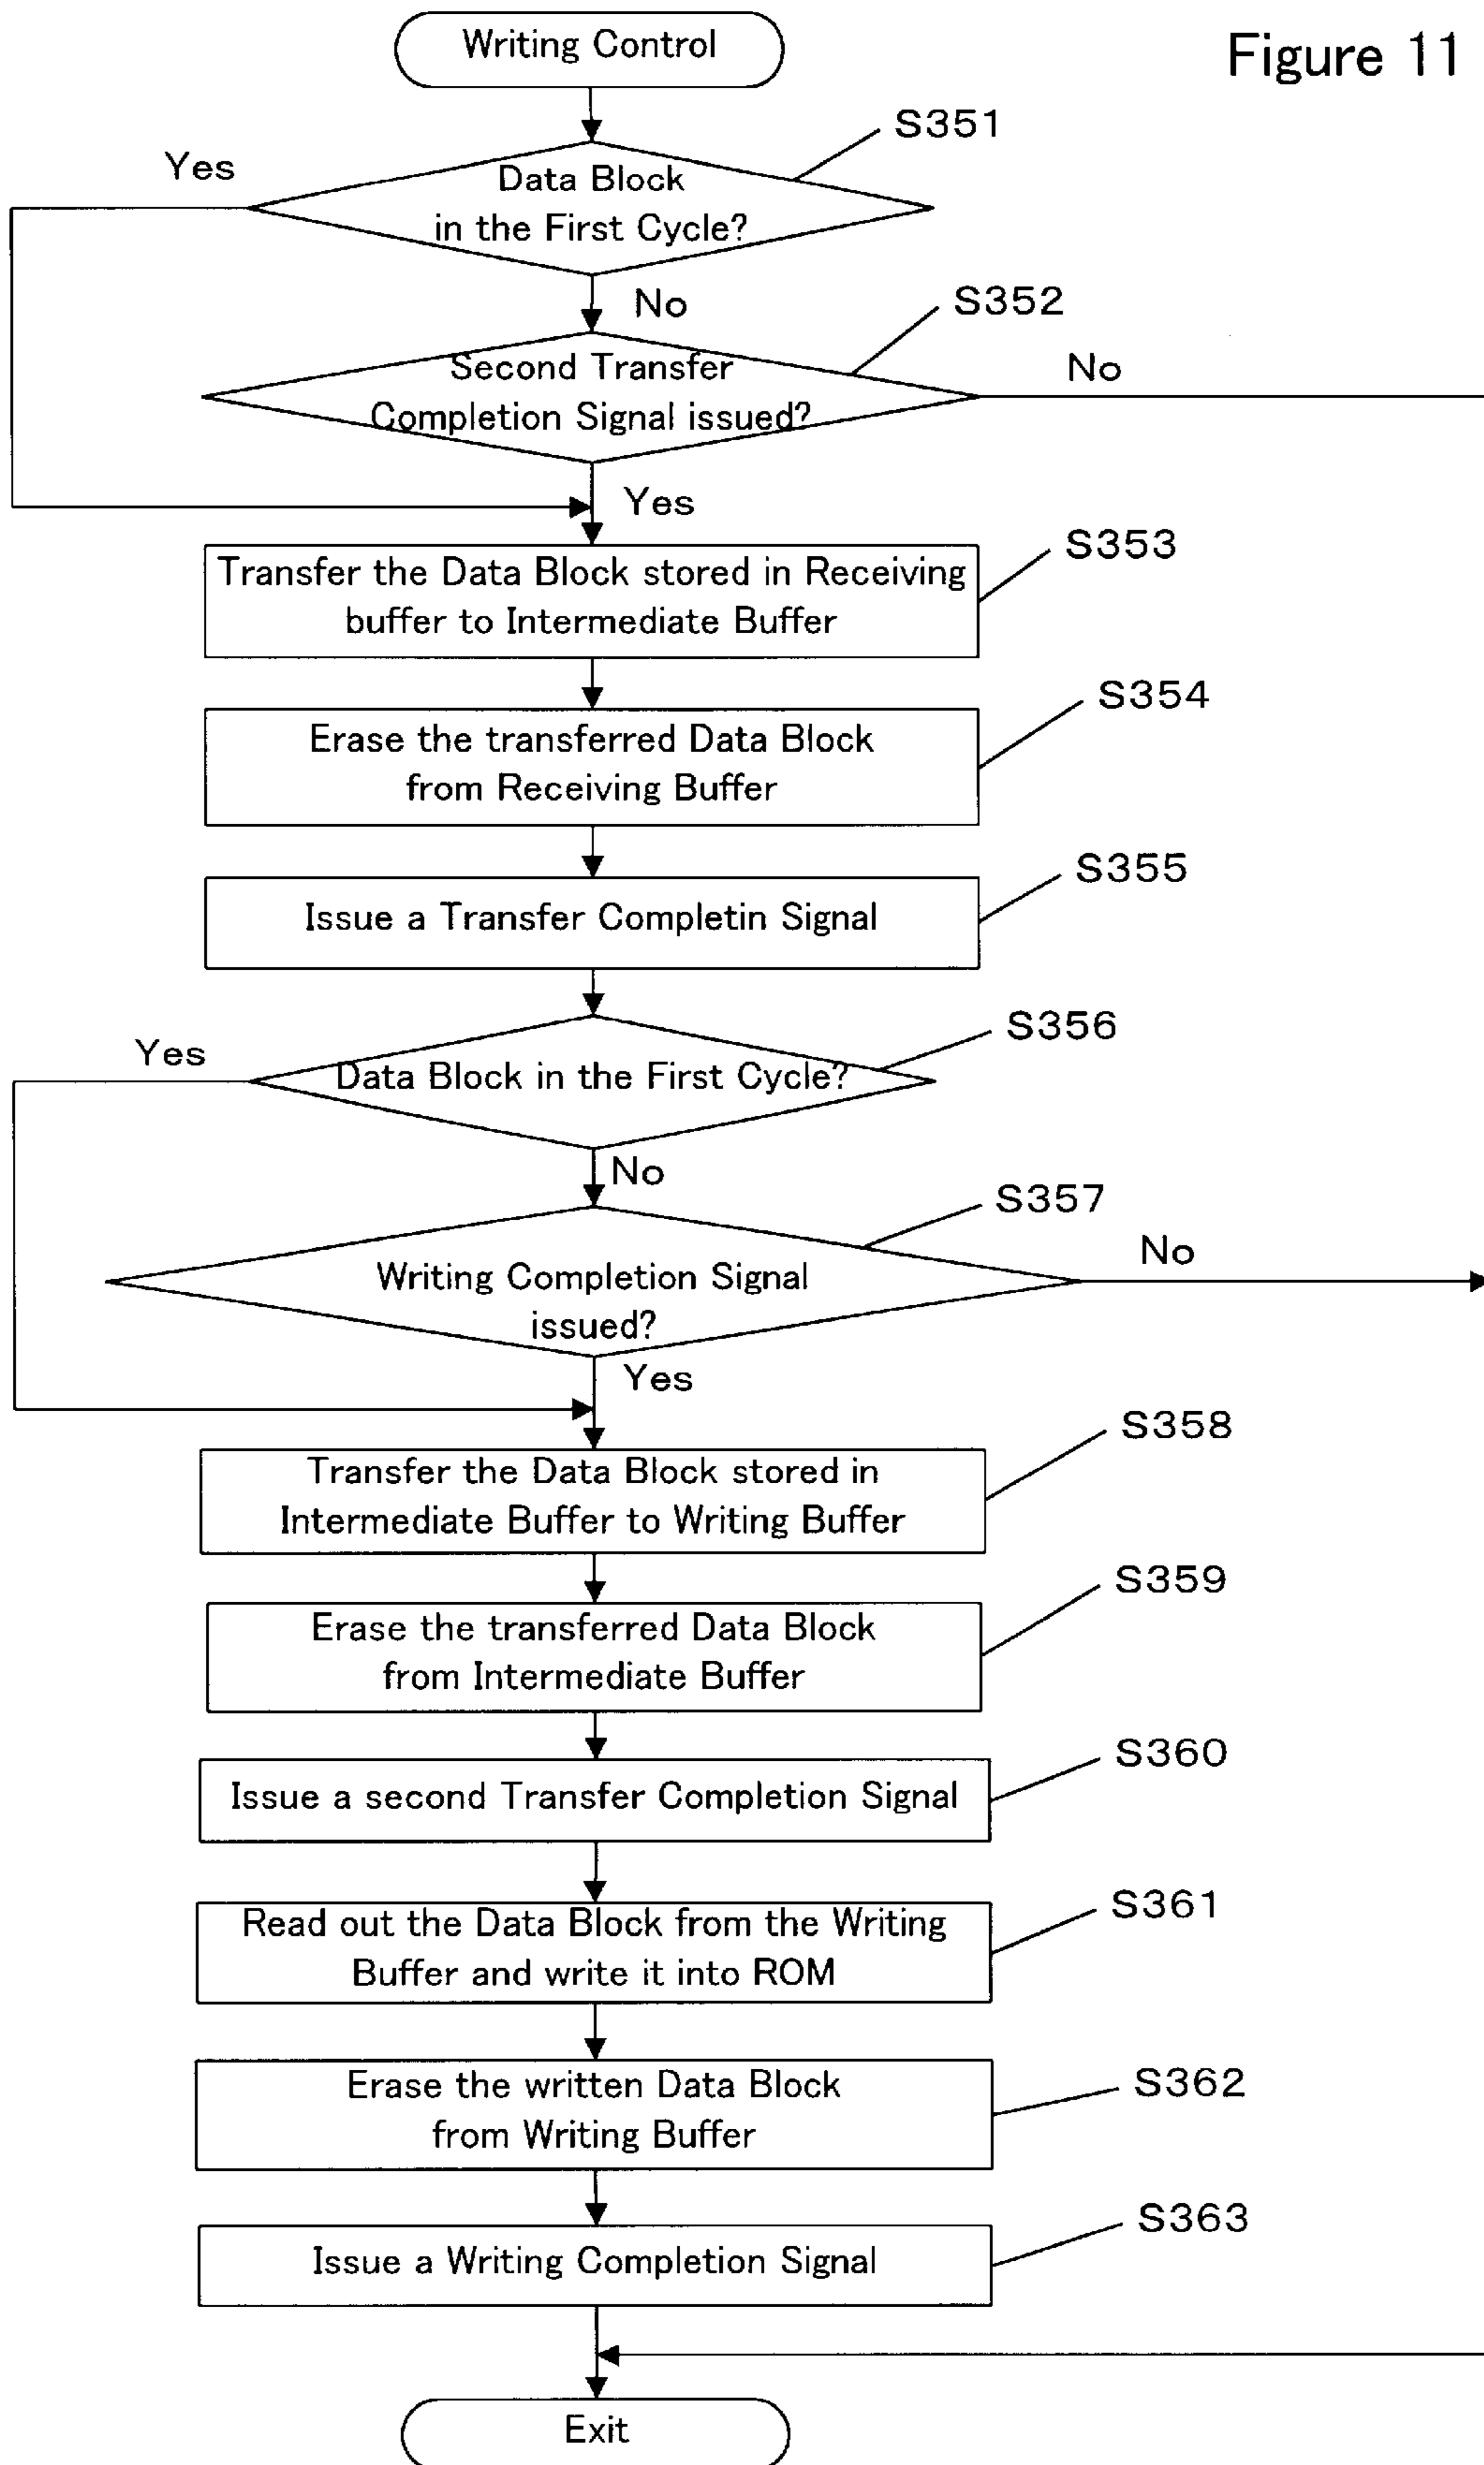 Writing Control
Figure 11
S351
Yes
Data Block
in the First Cycle?
No
S352
Second Transfer
Completion Signal issued?
No
Yes
S353
Transfer the Data Block stored in Receiving
buffer to Intermediate Buffer
S354
Erase the transferred Data Block
from Receiving Buffer
S355
Issue a Transfer Completin Signal
S356
Yes
Data Block in the First Cycle?
No
S357
No
Writing Completion Signal
issued?
Yes
S358
Transfer the Data Block stored in
Intermediate Buffer to Writing Buffer
S359
Erase the transferred Data Block
from Intermediate Buffer
S360
Issue a second Transfer Completion Signal
S361
Read out the Data Block from the Writing
Buffer and write it into ROM
S362
Erase the written Data Block
from Writing Buffer
S363
Issue a Writing Completion Signal
Exit